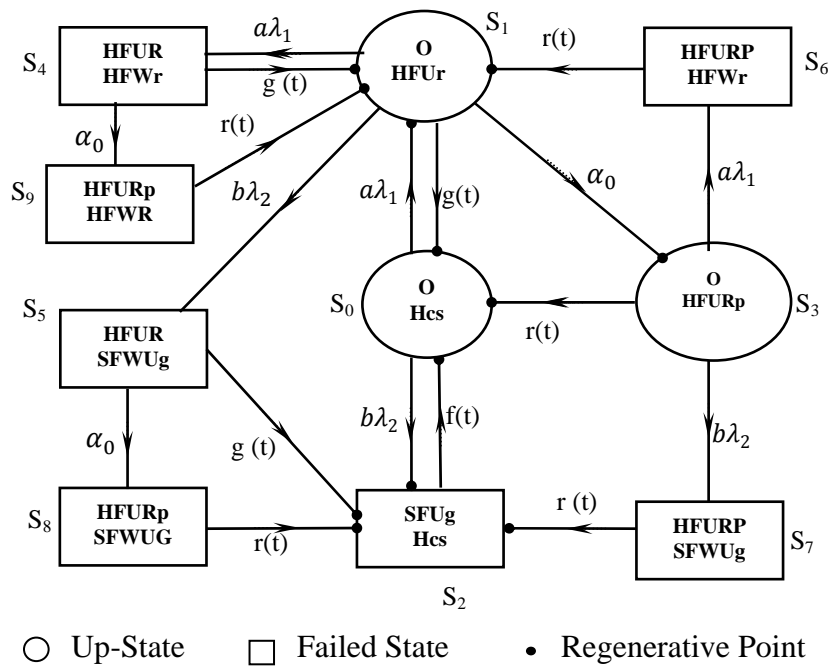 aλ₁
S₁
S₄
HFUR
HFWr
g (t)
O
HFUr
r(t)
HFURP
HFWr
S₆
α₀
r(t)
S₉
HFURp
HFWR
bλ₂
aλ₁
g(t)
α₀
aλ₁
S₀
O
Hcs
r(t)
O
HFURp
S₃
S₅
HFUR
SFWUg
α₀
g (t)
bλ₂
f(t)
bλ₂
S₈
HFURp
SFWUG
r(t)
SFUg
Hcs
S₂
r (t)
HFURP
SFWUg
S₇
Up-State
Failed State
Regenerative Point